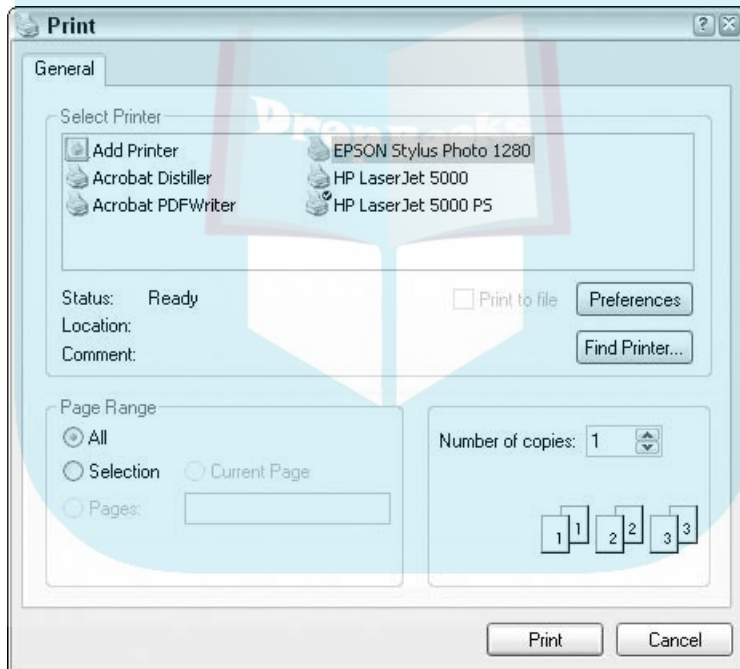 Print
General
Select Printer
Add Printer
EPSON Stylus Photo 1280
Acrobat Distiller
HP LaserJet 5000
Acrobat PDFWriter
HP LaserJet 5000 PS
Status: Ready
Print to file
Preferences
Location:
Comment:
Find Printer...
Page Range
All
Number of copies: 1
Selection
Current Page
Pages:
1 1 2 2 3 3
Print
Cancel